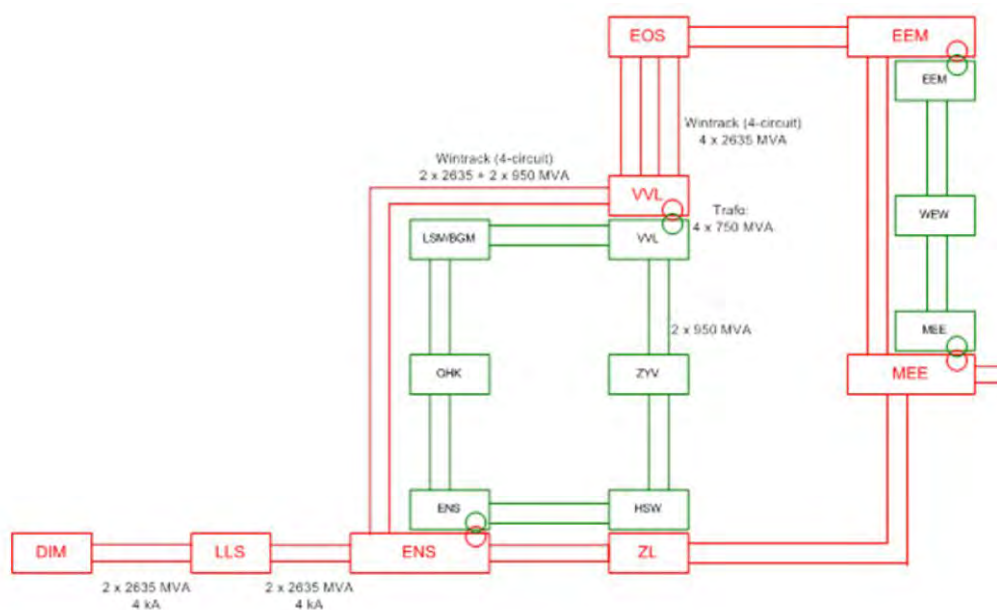 EOS
EEM
EEM
Wintrack (4-circuit)
4 x 2635 MVA
Wintrack (4-circuit)
2 x 2635 + 2 x 950 MVA
VVL
Trafo:
4 x 750 MVA
WEW
LSM/BGM
VVL
MEE
2 x 950 MVA
OHK
ZYV
MEE
ENS
HSW
DIM
LLS
ENS
ZL
2 x 2635 MVA
4 kA
2 x 2635 MVA
4 kA